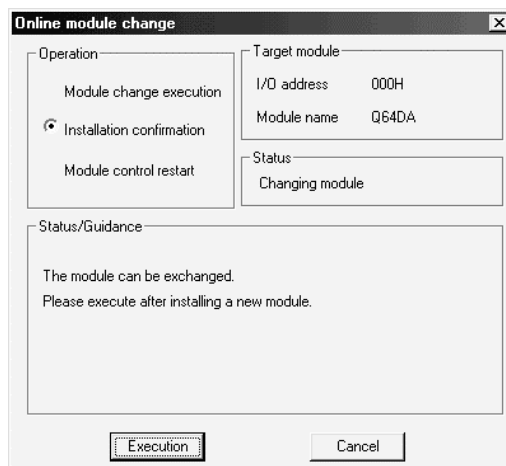 Online module change
Operation
Module change execution
Installation confirmation
Module control restart
Target module
I/O address 000H
Module name Q64DA
Status
Changing module
Status/Guidance
The module can be exchanged.
Please execute after installing a new module.
Execution
Cancel